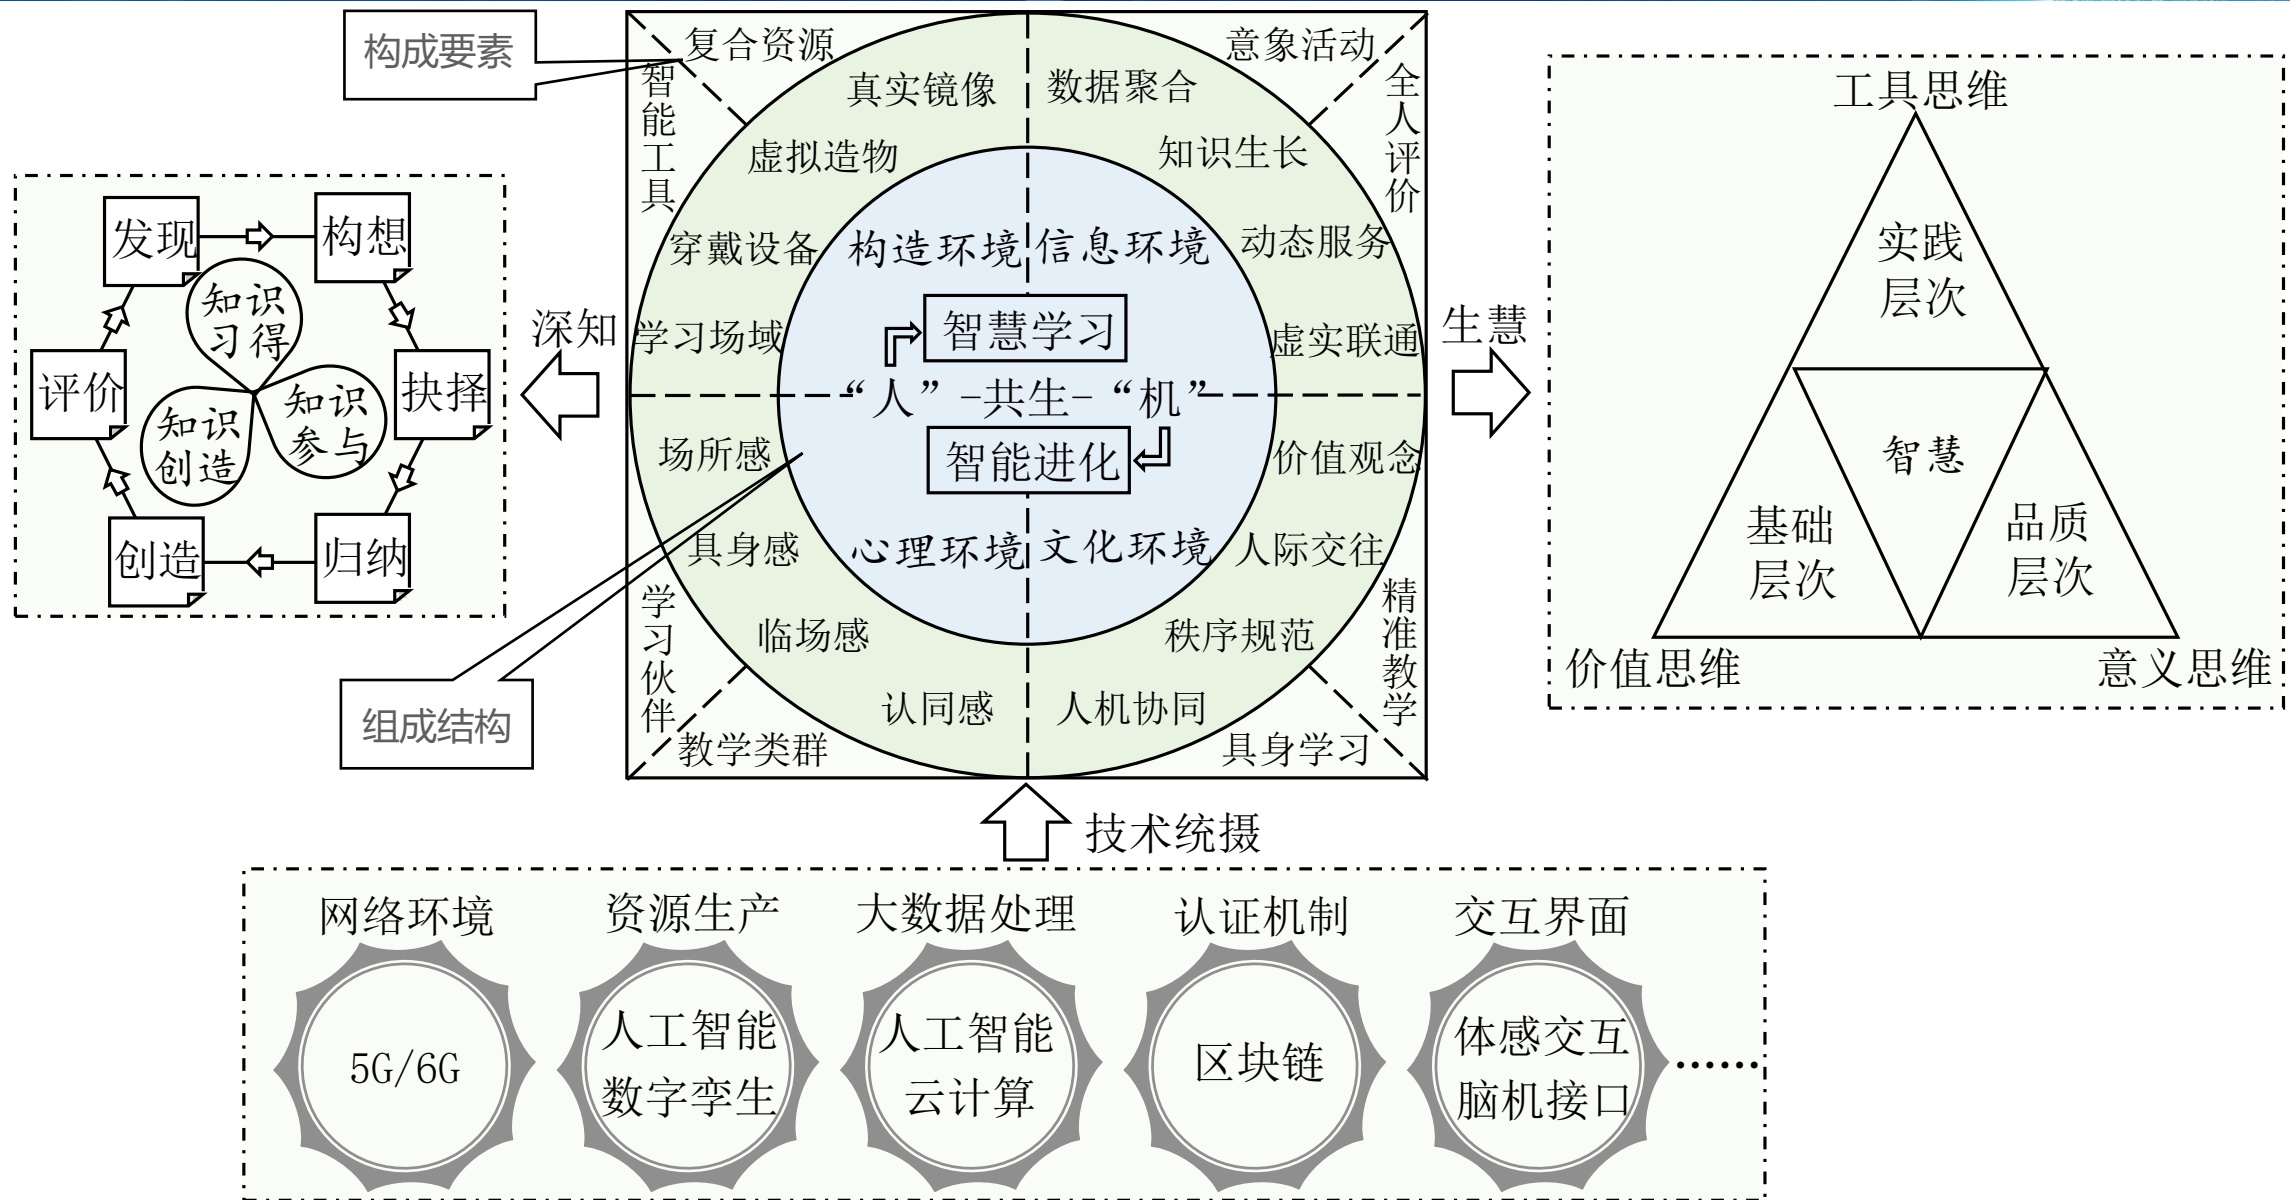 构成要素
复合资源
意象活动
智能工具
全人评价
真实镜像
数据聚合
虚拟造物
知识生长
穿戴设备
构造环境
信息环境
动态服务
学习场域
智慧学习
虚实联通
“人”-共生-“机”
场所感
智能进化
价值观念
具身感
心理环境
文化环境
人际交往
临场感
秩序规范
认同感
人机协同
学习伙伴
精准教学
教学类群
具身学习
组成结构
深知
发现
构想
知识
习得
评价
抉择
知识
创造
知识
参与
创造
归纳
生慧
工具思维
实践
层次
智慧
基础
层次
品质
层次
价值思维
意义思维
技术统摄
网络环境
资源生产
大数据处理
认证机制
交互界面
5G/6G
人工智能
数字孪生
人工智能
云计算
区块链
体感交互
脑机接口
……